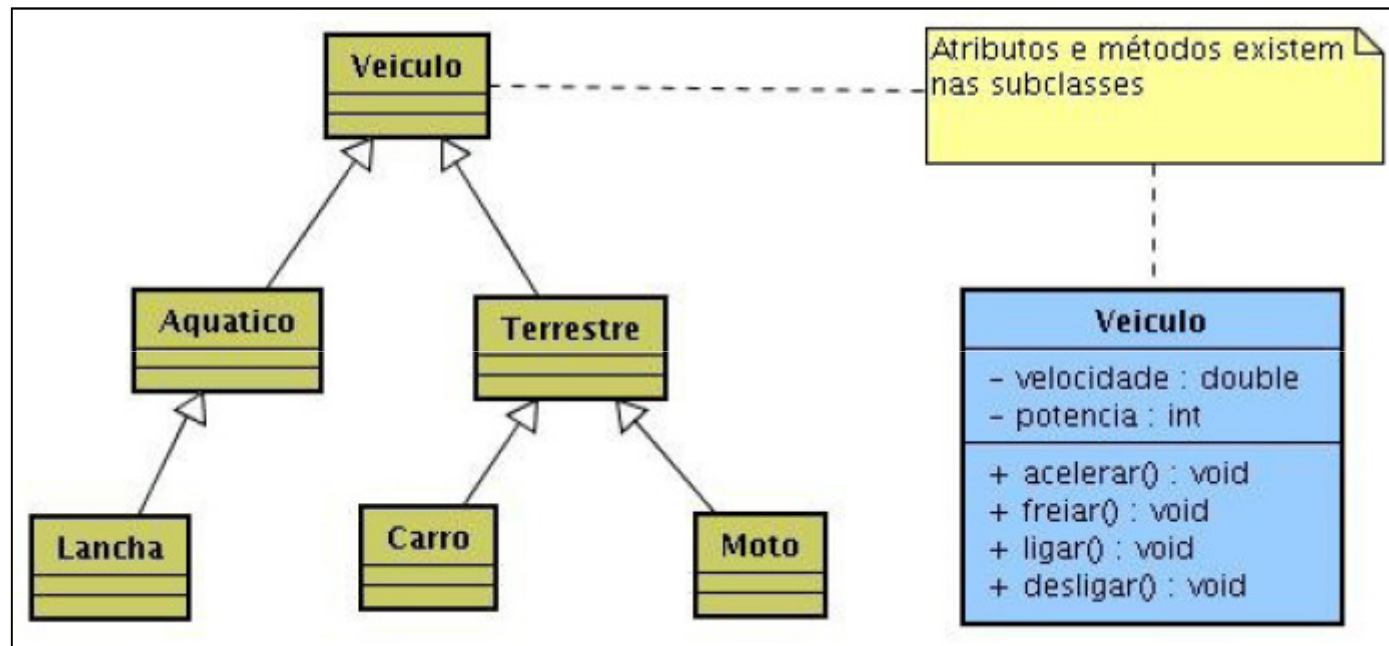 Veiculo
Atributos e métodos existem
nas subclasses
Aquatico
Terrestre
Lancha
Carro
Moto
Veiculo
- velocidade : double
- potencia : int
+ acelerar() : void
+ freiar() : void
+ ligar() : void
+ desligar() : void